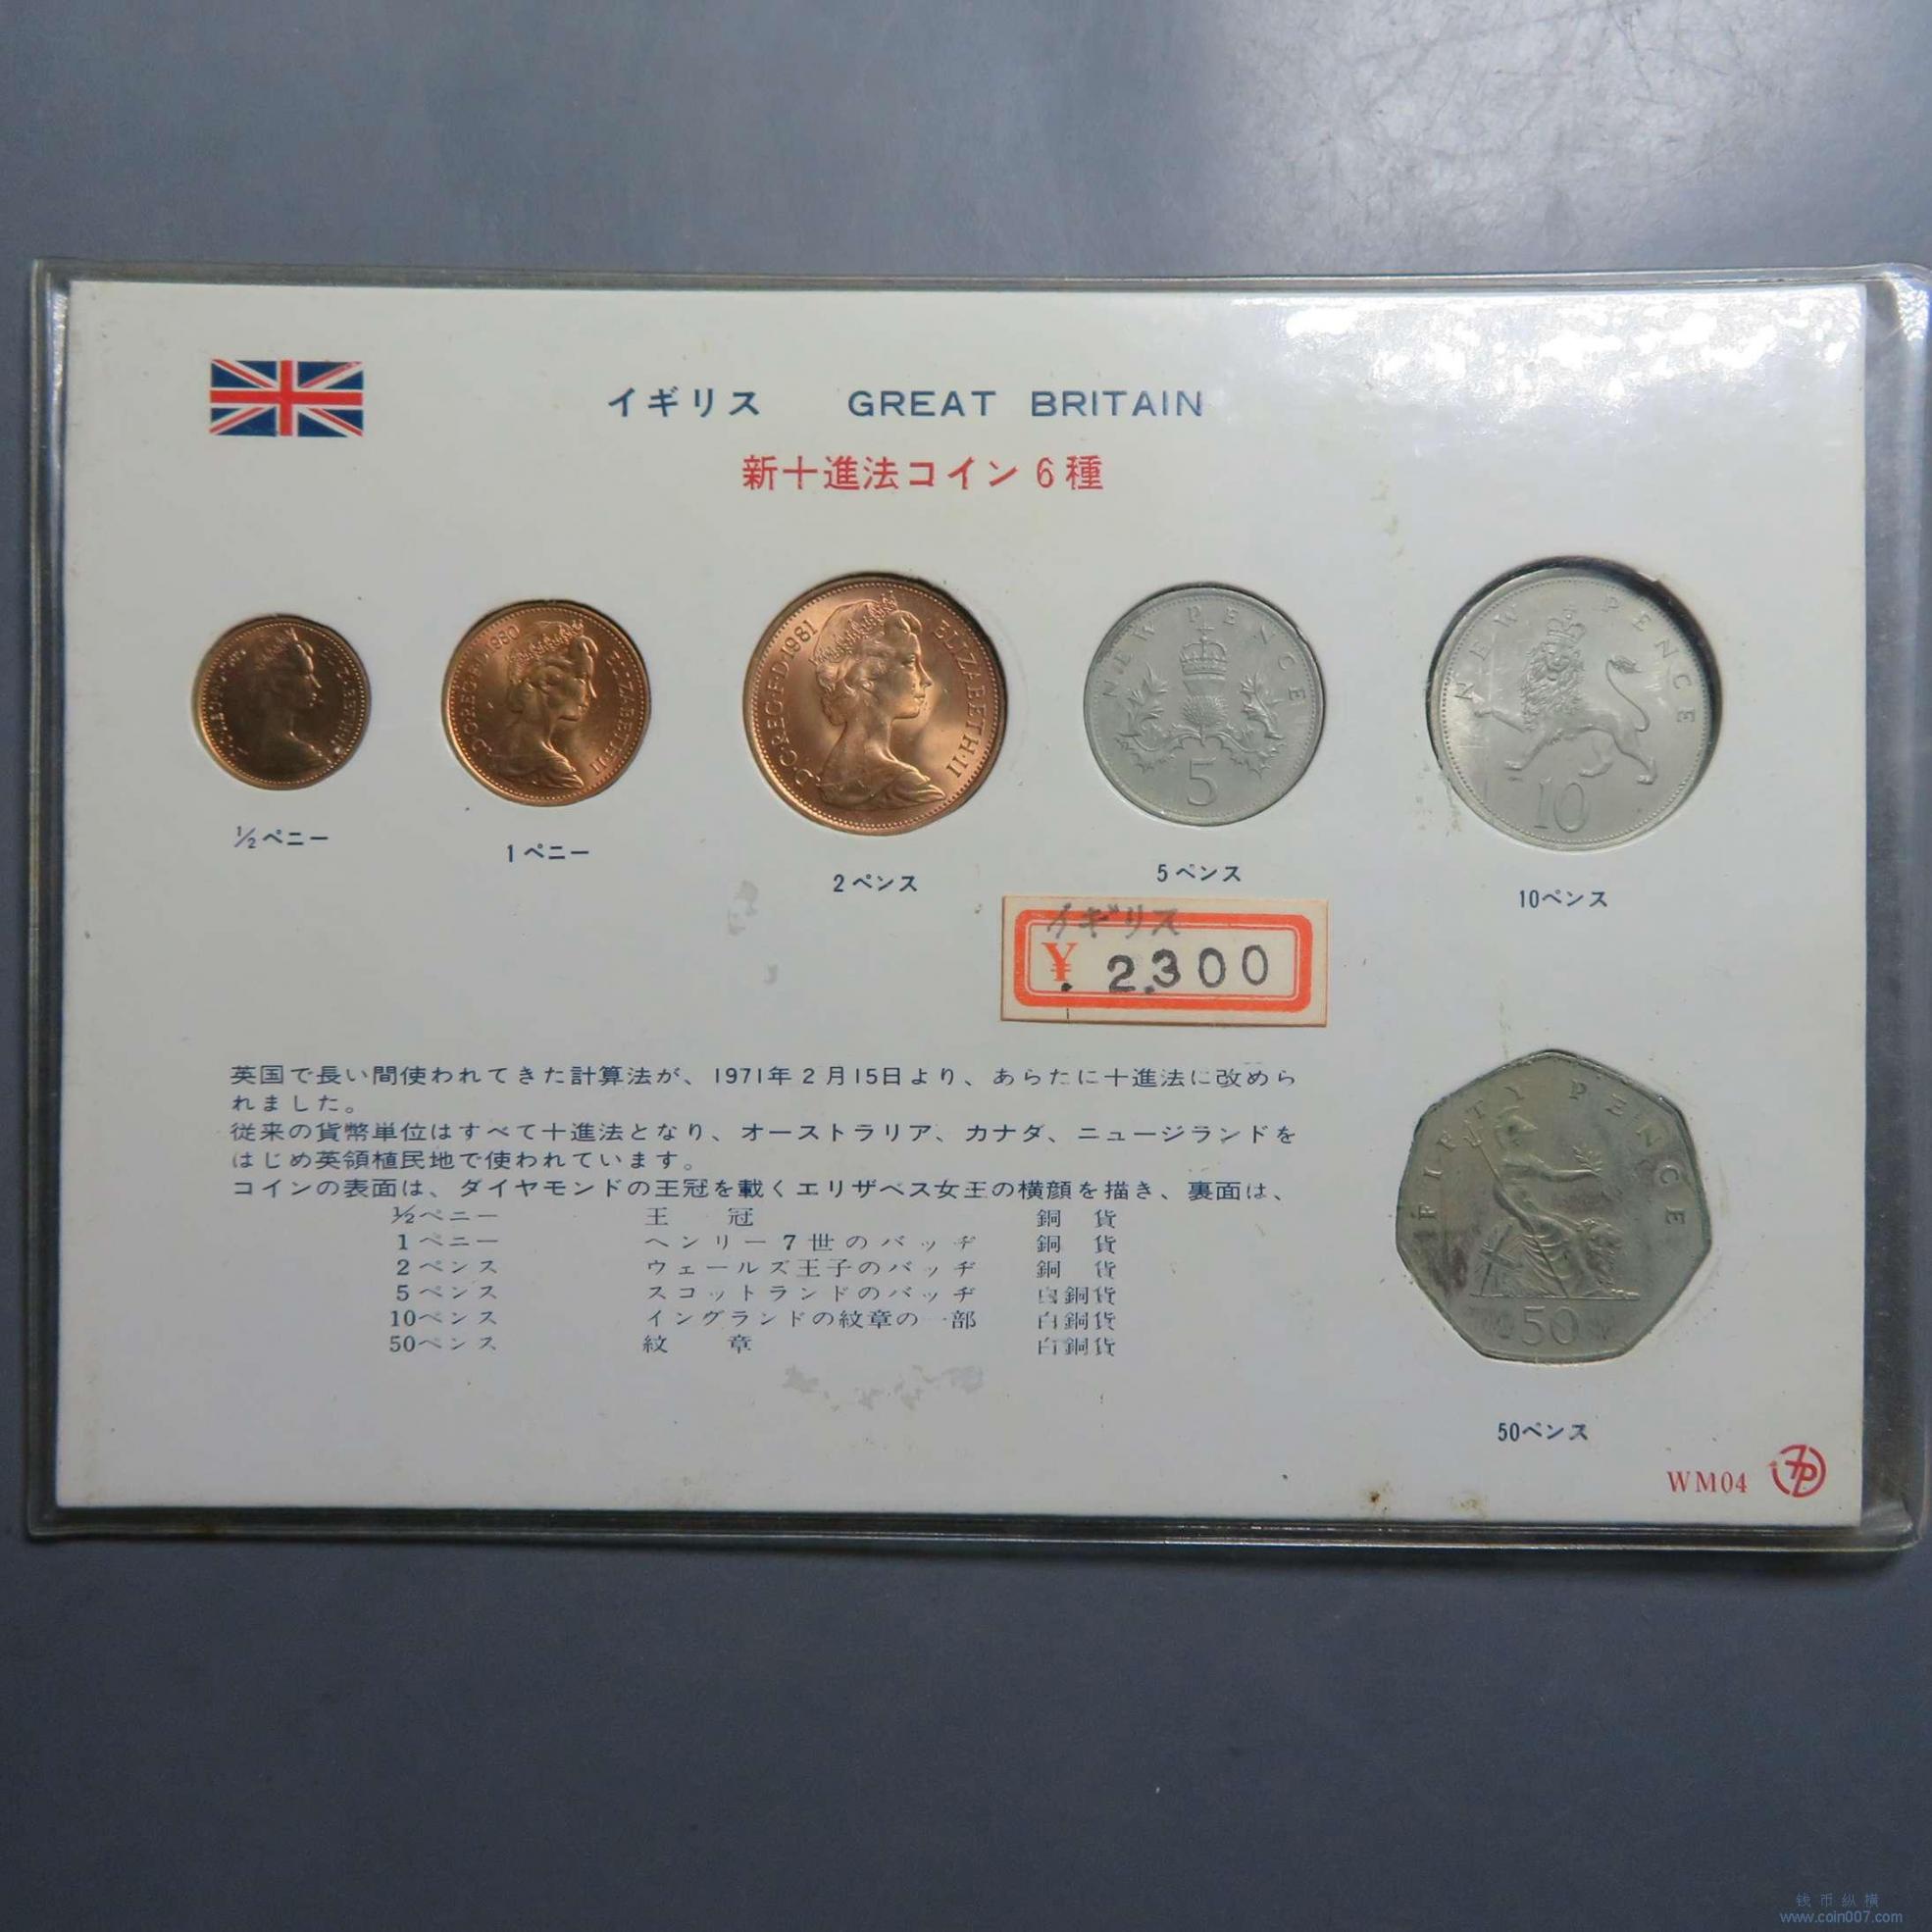 イギリス GREAT BRITAIN
新十進法コイン6種
D·G·REG·F·D·1980 ELIZABETH·II
D·G·REG·F·D·1981 ELIZABETH·II
NEW PENCE
5
NEW PENCE
10
½ペニー
1ペニー
2ペンス
5ペンス
10ペンス
イギリス
¥ 2.300
英国で長い間使われてきた計算法が、1971年2月15日より、あらたに十進法に改めら
れました。
従来の貨幣単位はすべて十進法となり、オーストラリア、カナダ、ニュージランドを
はじめ英領植民地で使われています。
コインの表面は、ダイヤモンドの王冠を載くエリザベス女王の横顔を描き、裏面は、
½ペニー 王冠 銅貨
1ペニー ヘンリー7世のバッヂ 銅貨
2ペンス ウェールズ王子のバッヂ 銅貨
5ペンス スコットランドのバッヂ 白銅貨
10ペンス イングランドの紋章の一部 白銅貨
50ペンス 紋章 白銅貨
FIFTY PENCE
50
50ペンス
WM04
钱币纵横
www.coin007.com